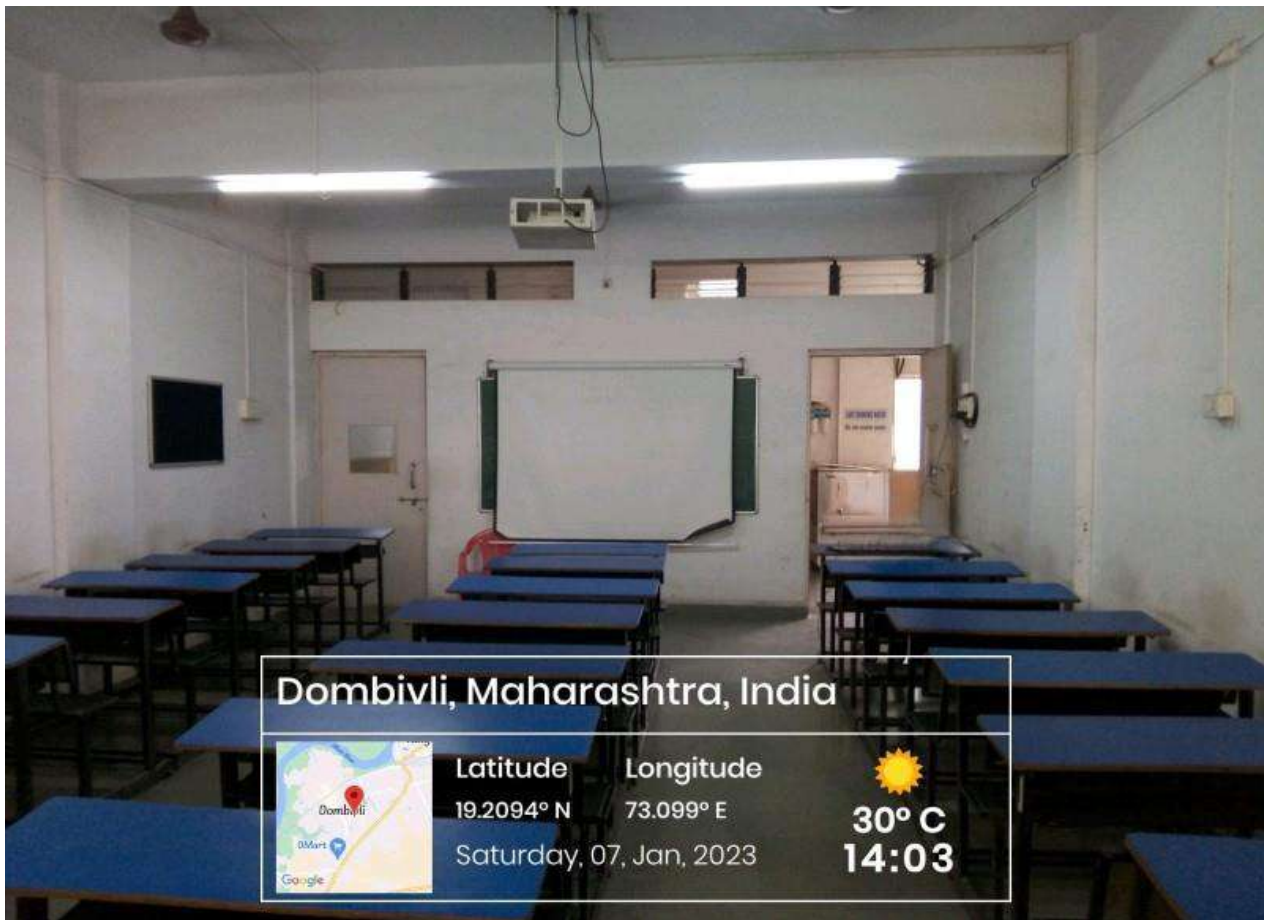 Dombivli, Maharashtra, India
Latitude Longitude
19.2094° N 73.099° E
Saturday, 07, Jan, 2023
30° C
14:03
Dombivli
DMart
Google